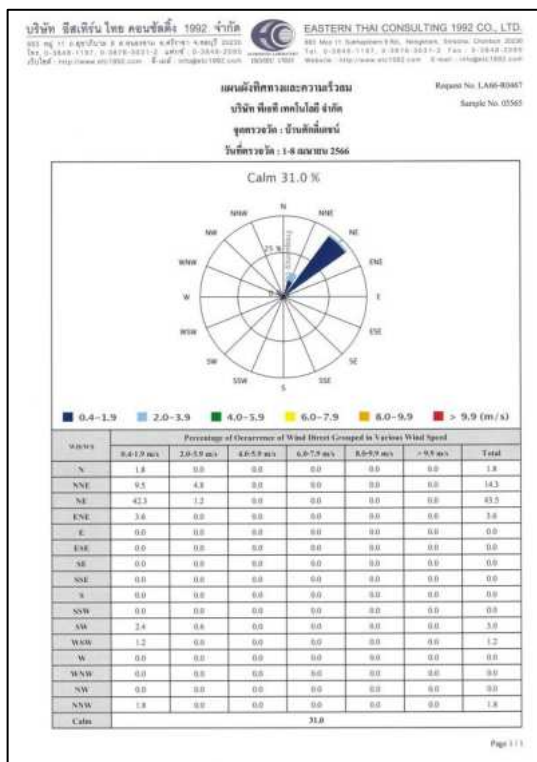 บริษัท อีสเทิร์น ไทย คอนซัลติ้ง 1992 จำกัด
EASTERN THAI CONSULTING 1992 CO., LTD.
แผนผังทิศทางและความเร็วลม
Request No. LA66-R0467
บริษัท พีเอที เทคโนโลยี จำกัด
Sample No. 05565
จุดตรวจวัด : บ้านศักดิ์เดชน์
วันที่ตรวจวัด : 1-8 เมษายน 2566
Calm 31.0 %
N
NNW NNE
NW NE
25 %
WNW ENE
0 %
W E
WSW ESE
SW SE
SSW SSE
S
0.4-1.9 2.0-3.9 4.0-5.9 6.0-7.9 8.0-9.9 > 9.9 (m/s)
Percentage of Occurrence of Wind Direct Grouped in Various Wind Speed
0.4-1.9 m/s 2.0-3.9 m/s 4.0-5.9 m/s 6.0-7.9 m/s 8.0-9.9 m/s > 9.9 m/s Total
N 1.8 0.0 0.0 0.0 0.0 0.0 1.8
NNE 9.5 4.8 0.0 0.0 0.0 0.0 14.3
NE 42.3 1.2 0.0 0.0 0.0 0.0 43.5
ENE 3.6 0.0 0.0 0.0 0.0 0.0 3.6
E 0.0 0.0 0.0 0.0 0.0 0.0 0.0
ESE 0.0 0.0 0.0 0.0 0.0 0.0 0.0
SE 0.0 0.0 0.0 0.0 0.0 0.0 0.0
SSE 0.0 0.0 0.0 0.0 0.0 0.0 0.0
S 0.0 0.0 0.0 0.0 0.0 0.0 0.0
SSW 0.0 0.0 0.0 0.0 0.0 0.0 0.0
SW 2.4 0.6 0.0 0.0 0.0 0.0 3.0
WSW 1.2 0.0 0.0 0.0 0.0 0.0 1.2
W 0.0 0.0 0.0 0.0 0.0 0.0 0.0
WNW 0.0 0.0 0.0 0.0 0.0 0.0 0.0
NW 0.0 0.0 0.0 0.0 0.0 0.0 0.0
NNW 1.8 0.0 0.0 0.0 0.0 0.0 1.8
Calm 31.0
Page 1 / 1